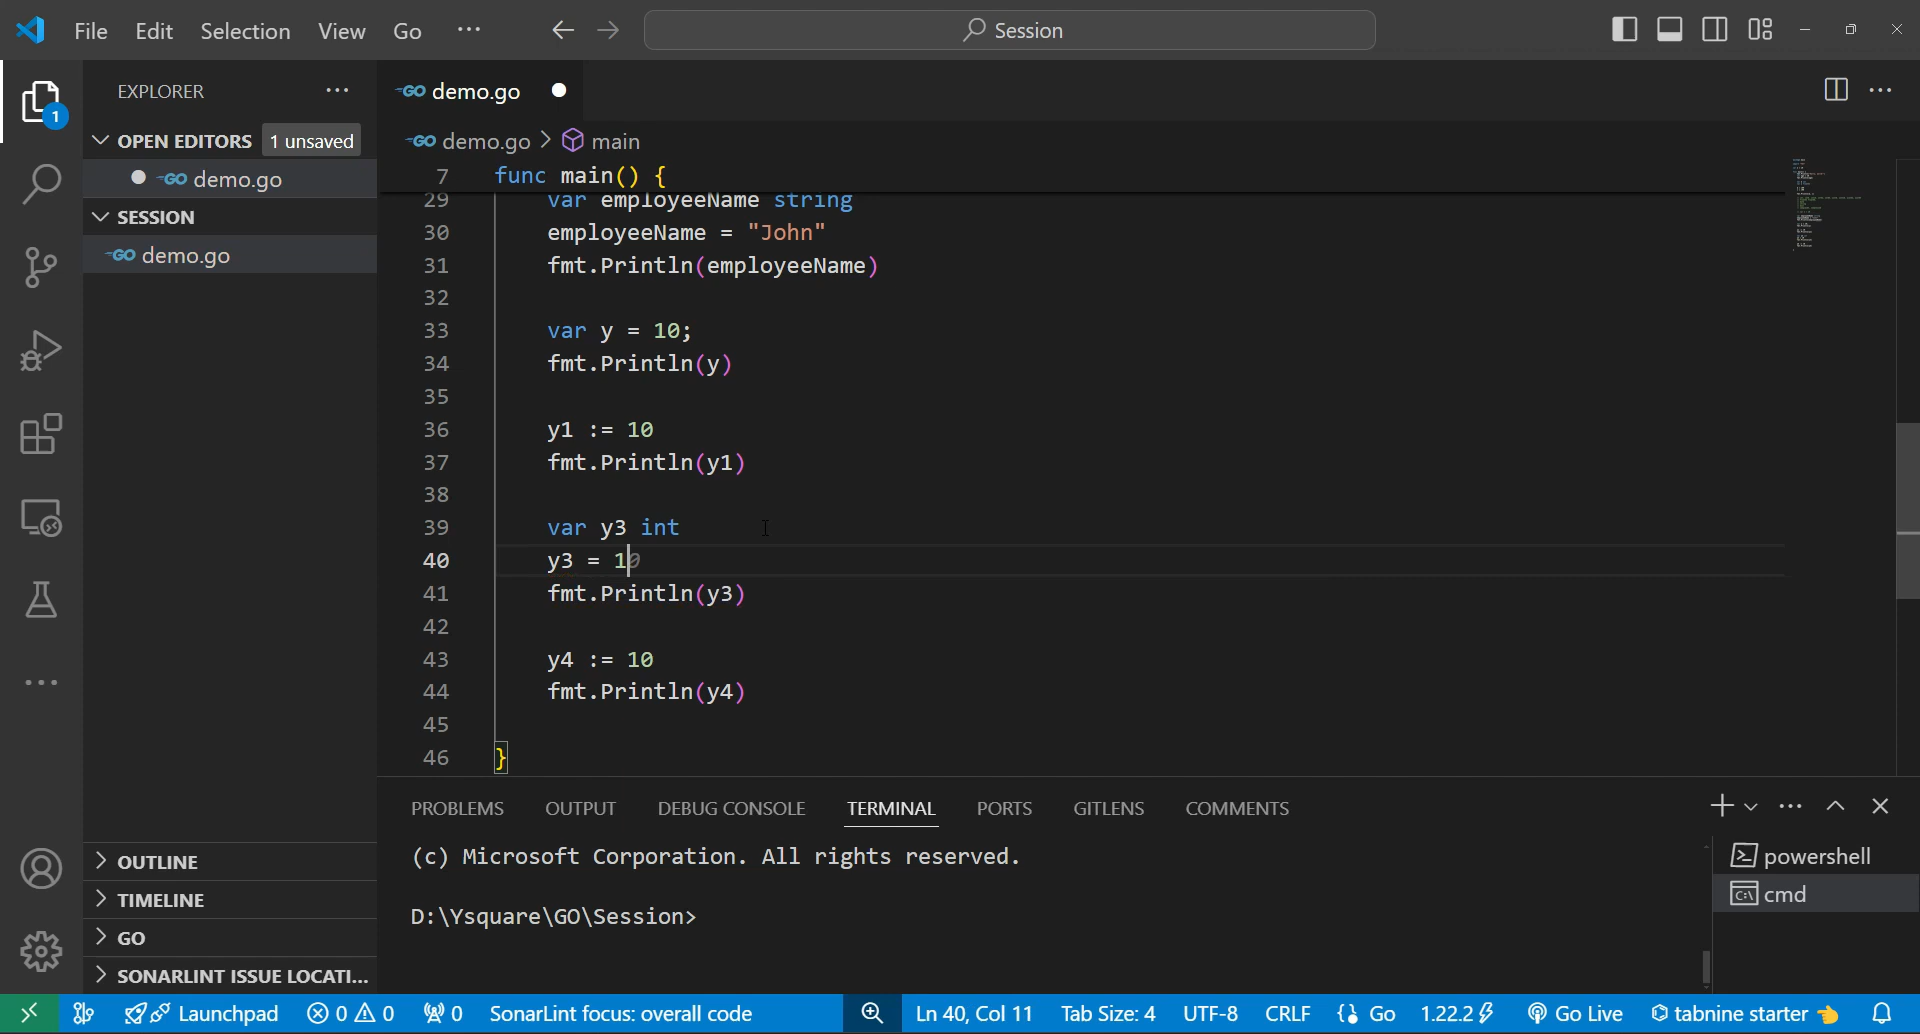 File Edit Selection View Go ··· Session
EXPLORER ···
OPEN EDITORS 1 unsaved
GO demo.go
SESSION
GO demo.go
1
OUTLINE
TIMELINE
GO
SONARLINT ISSUE LOCATI...
GO demo.go
GO demo.go > main
7 func main() {
29 var employeeName string
30 employeeName = "John"
31 fmt.Println(employeeName)
32
33 var y = 10;
34 fmt.Println(y)
35
36 y1 := 10
37 fmt.Println(y1)
38
39 var y3 int
40 y3 = 10
41 fmt.Println(y3)
42
43 y4 := 10
44 fmt.Println(y4)
45
46 }
PROBLEMS OUTPUT DEBUG CONSOLE TERMINAL PORTS GITLENS COMMENTS
(c) Microsoft Corporation. All rights reserved.
D:\Ysquare\GO\Session>
powershell
cmd
Launchpad 0 0 0 SonarLint focus: overall code Ln 40, Col 11 Tab Size: 4 UTF-8 CRLF {} Go 1.22.2 Go Live tabnine starter